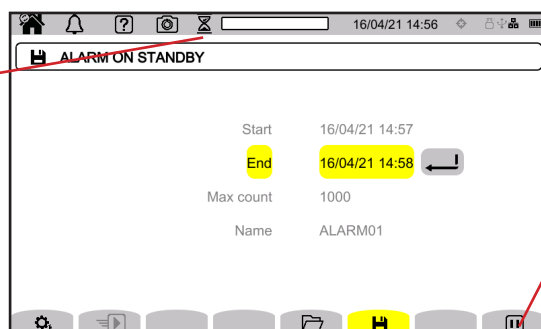 16/04/21 14:56
ALARM ON STANDBY
Start 16/04/21 14:57
End 16/04/21 14:58
Max count 1000
Name ALARM01